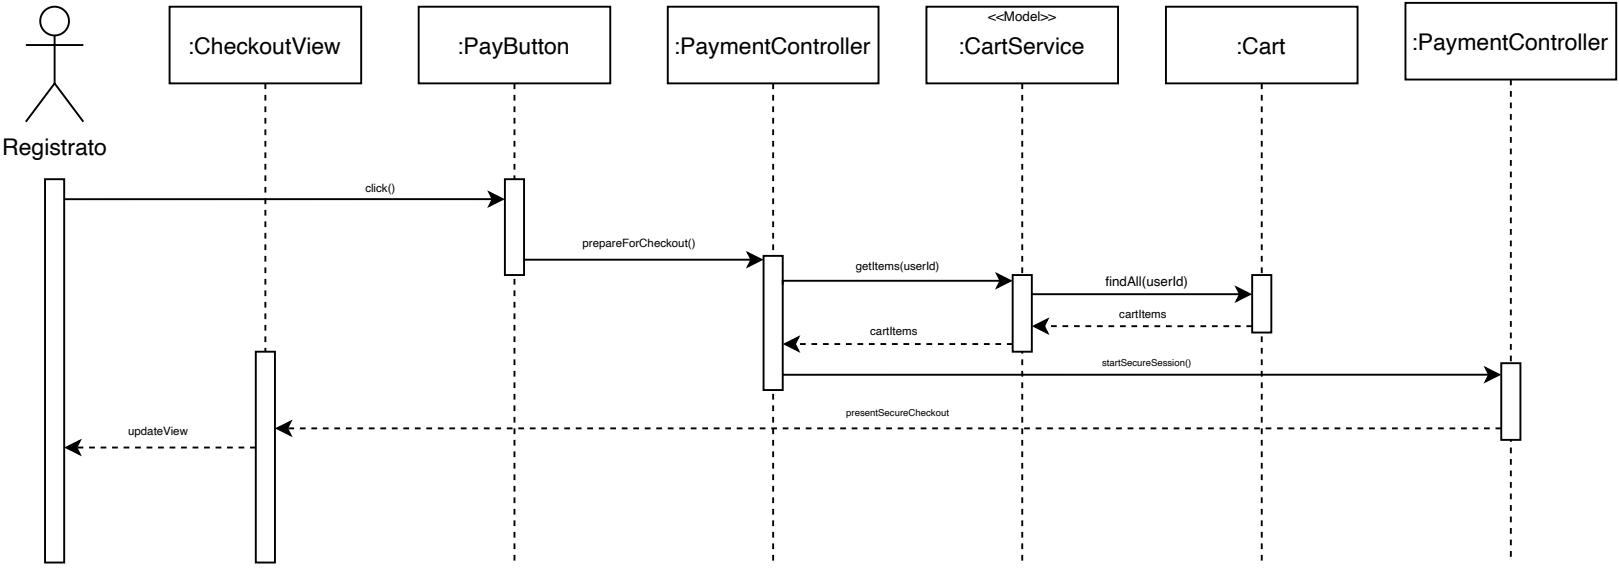 <<Model>>
:CheckoutView
:PayButton
:PaymentController
:CartService
:Cart
:PaymentController
Registrato
click()
prepareForCheckout()
getItems(userId)
findAll(userId)
cartItems
cartItems
startSecureSession()
presentSecureCheckout
updateView